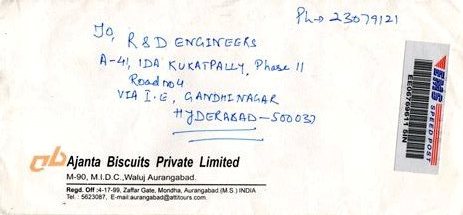 Ph→ 23079121
To,
R&D ENGINEERS
A-41, IDA KUKATPALLY, Phase II
Road no 4
VIA I.E, GANDHINAGAR
HYDERABAD-500037
EMS
SPEED POST
ab Ajanta Biscuits Private Limited
M-90, M.I.D.C.,Waluj Aurangabad.
Regd. Off :4-17-99, Zaffar Gate, Mondha, Aurangabad.(M S ) INDIA
Tel. : 5623087, E-mail:aurangabad@attitours.com.